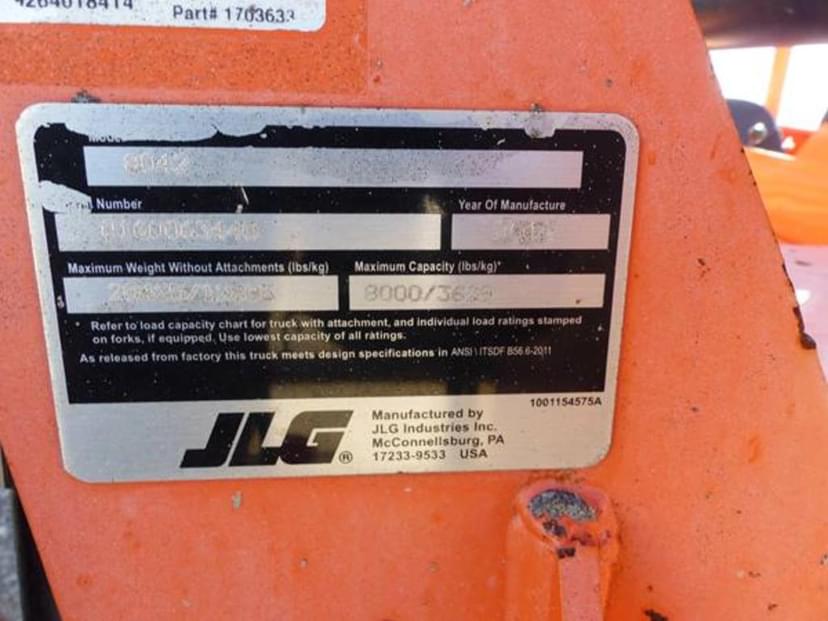 Part# 1703633
8042
Number
Year Of Manufacture
Maximum Weight Without Attachments (lbs/kg)
Maximum Capacity (lbs/kg)*
8000/3629
* Refer to load capacity chart for truck with attachment, and individual load ratings stamped
on forks, if equipped. Use lowest capacity of all ratings.
As released from factory this truck meets design specifications in ANSI \ ITSDF B56.6-2011
1001154575A
JLG®
Manufactured by
JLG Industries Inc.
McConnellsburg, PA
17233-9533 USA